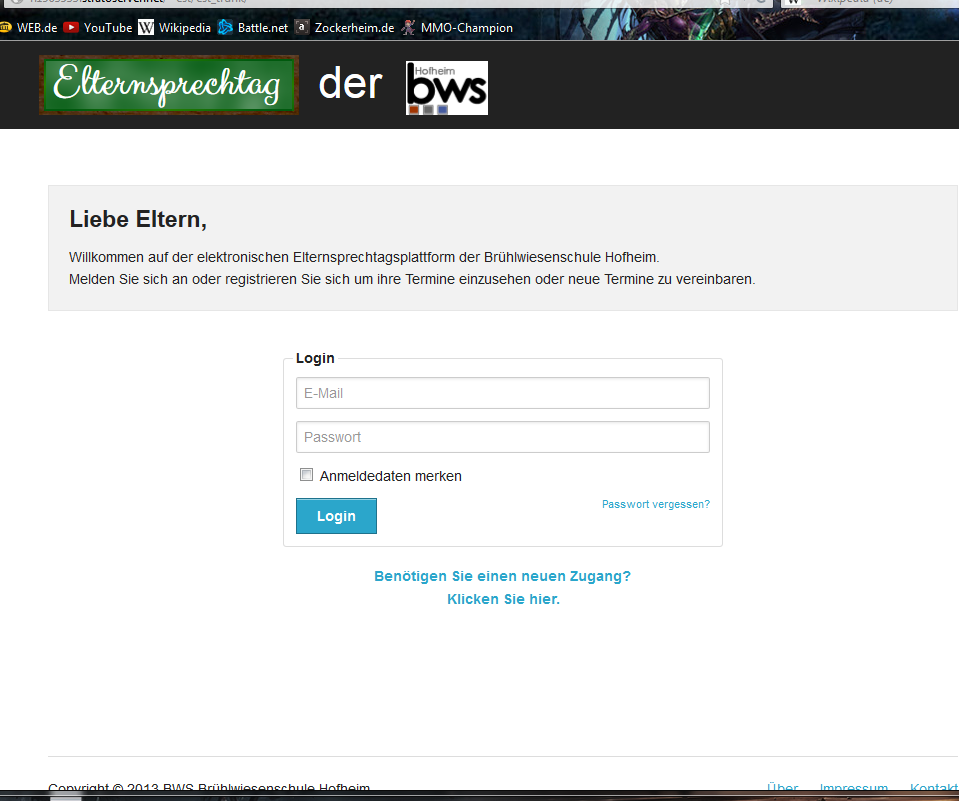 WEB.de YouTube Wikipedia Battle.net Zockerheim.de MMO-Champion
Elternsprechtag der Hofheim bws
Liebe Eltern,
Willkommen auf der elektronischen Elternsprechtagsplattform der Brühlwiesenschule Hofheim.
Melden Sie sich an oder registrieren Sie sich um ihre Termine einzusehen oder neue Termine zu vereinbaren.
Login
E-Mail
Passwort
Anmeldedaten merken
Login Passwort vergessen?
Benötigen Sie einen neuen Zugang?
Klicken Sie hier.
Copyright © 2013 BWS Brühlwiesenschule Hofheim Über Impressum Kontakt